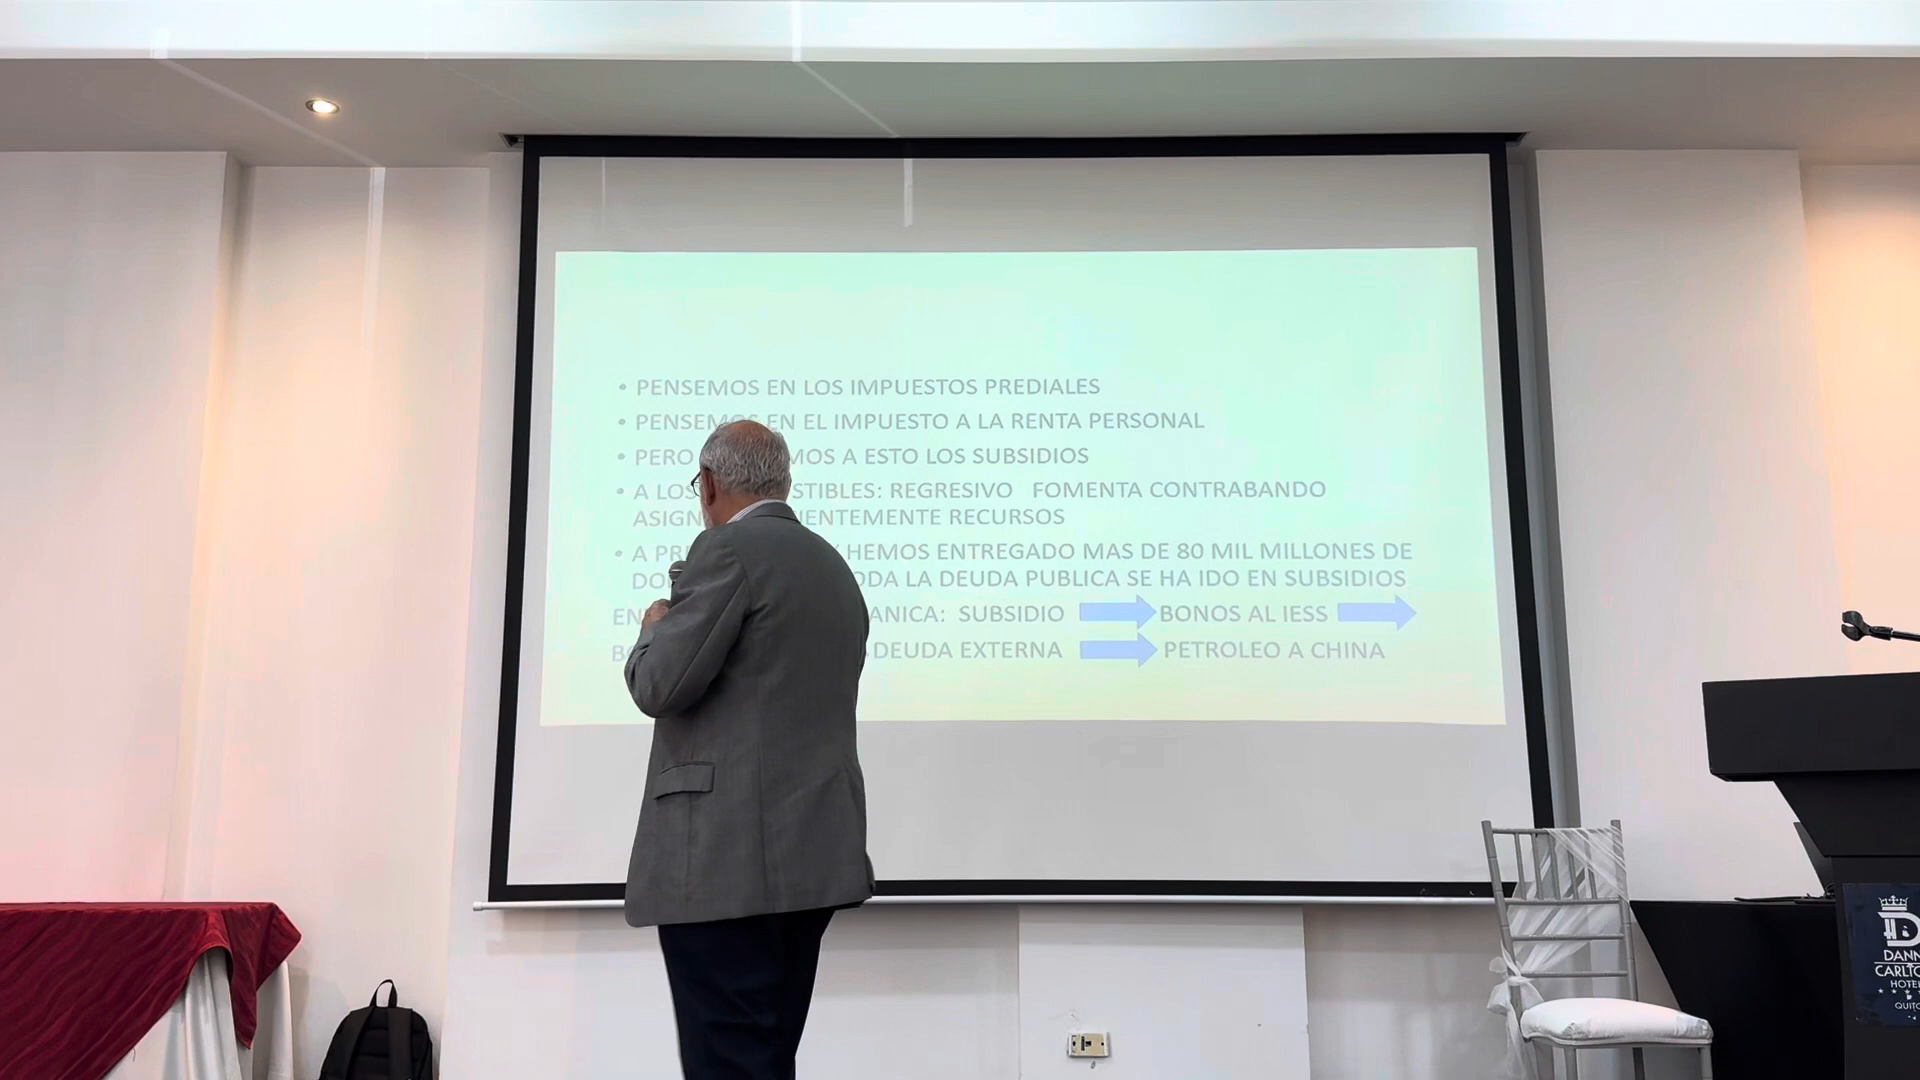 • PENSEMOS EN LOS IMPUESTOS PREDIALES
• PENSEMOS EN EL IMPUESTO A LA RENTA PERSONAL
• PERO MOS A ESTO LOS SUBSIDIOS
• A LOS STIBLES: REGRESIVO FOMENTA CONTRABANDO
ASIGN IENTEMENTE RECURSOS
• A PR Y HEMOS ENTREGADO MAS DE 80 MIL MILLONES DE
DO ODA LA DEUDA PUBLICA SE HA IDO EN SUBSIDIOS
EN ANICA: SUBSIDIO BONOS AL IESS
DEUDA EXTERNA PETROLEO A CHINA
D
DANN
CARLTO
HOTEL
QUITO